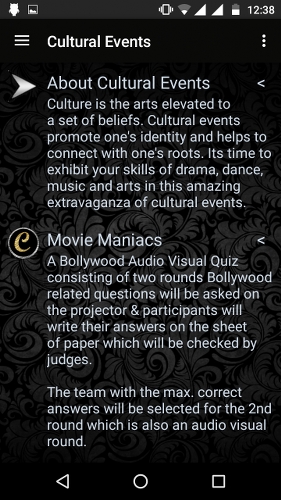 12:38
Cultural Events
About Cultural Events <
Culture is the arts elevated to
a set of beliefs. Cultural events
promote one's identity and helps to
connect with one's roots. Its time to
exhibit your skills of drama, dance,
music and arts in this amazing
extravaganza of cultural events.
Movie Maniacs <
A Bollywood Audio Visual Quiz
consisting of two rounds Bollywood
related questions will be asked on
the projector & participants will
write their answers on the sheet
of paper which will be checked by
judges.
The team with the max. correct
answers will be selected for the 2nd
round which is also an audio visual
round.